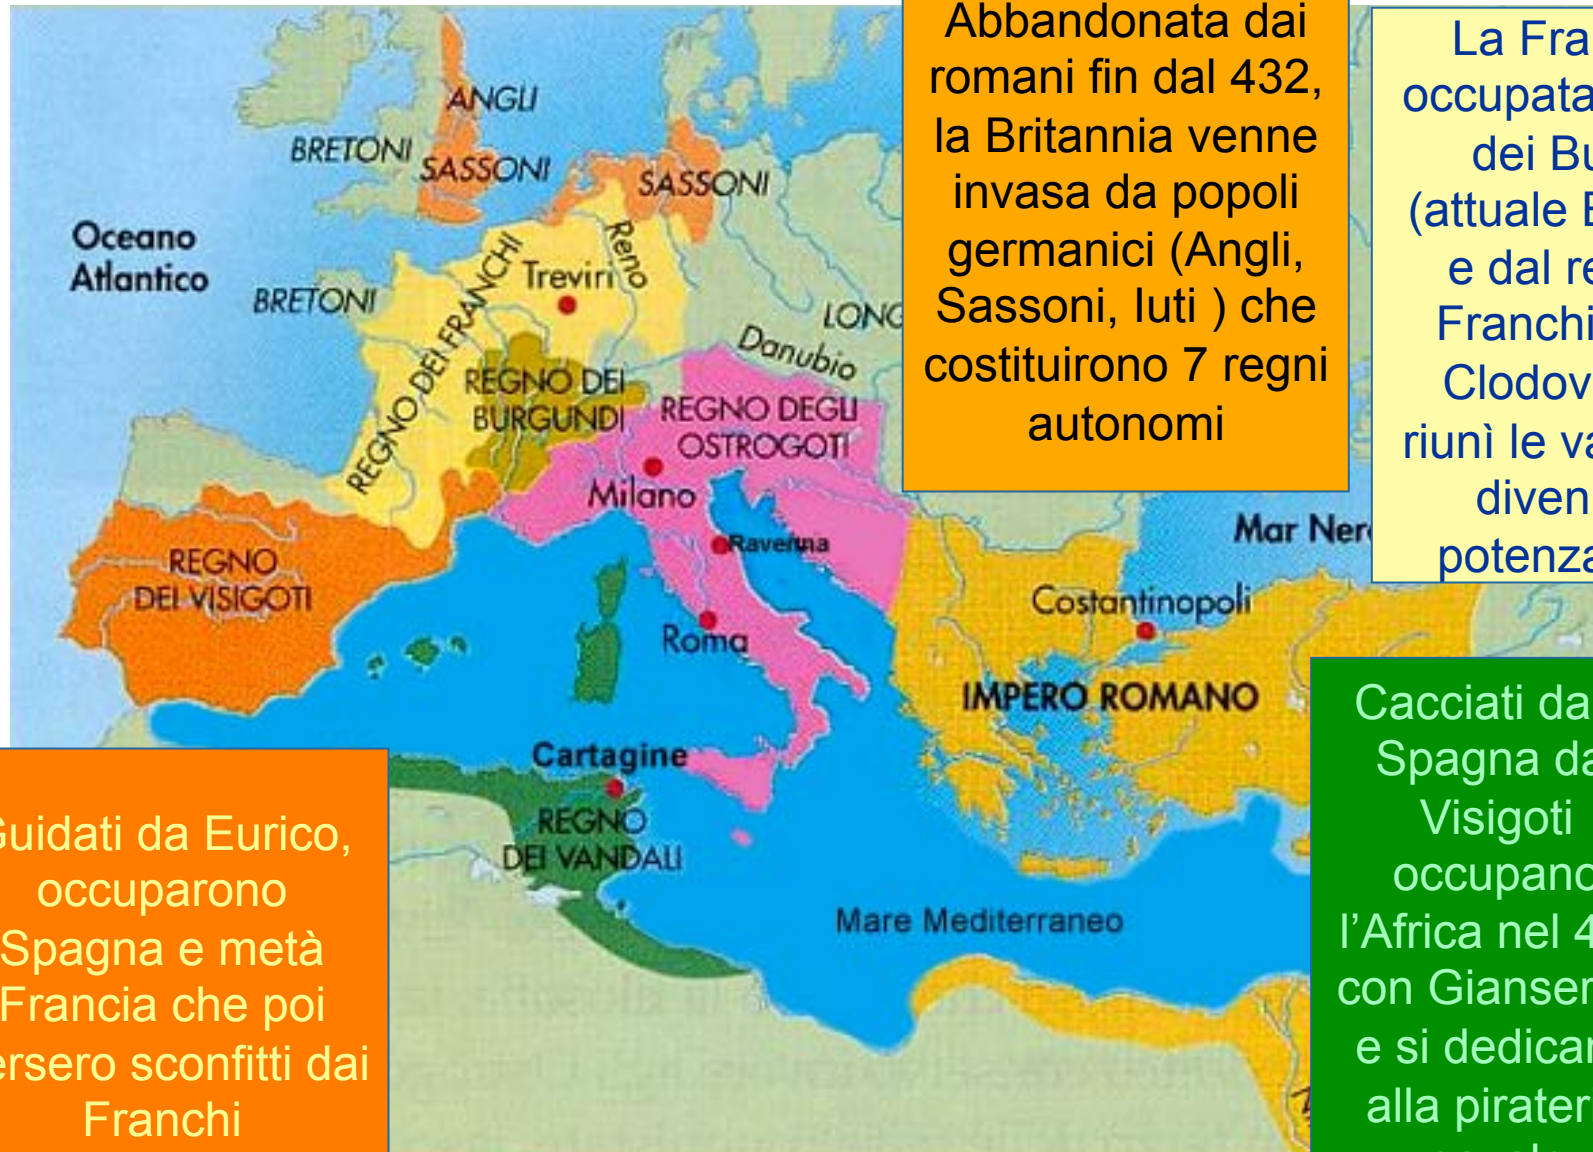 Abbandonata dai
romani fin dal 432,
la Britannia venne
invasa da popoli
germanici (Angli,
Sassoni, Iuti ) che
costituirono 7 regni
autonomi
La Fra
occupata
dei Bu
(attuale
e dal re
Franchi
Clodov
riunì le va
diven
potenza
ANGLI
BRETONI
SASSONI
SASSONI
Oceano
Atlantico
BRETONI
REGNO DEI FRANCHI
Reno
Treviri
LONG
Danubio
REGNO DEI
BURGUNDI
REGNO DEGLI
OSTROGOTI
Milano
Ravenna
Mar Nero
REGNO
DEI VISIGOTI
Costantinopoli
Roma
IMPERO ROMANO
Cartagine
REGNO
DEI VANDALI
Mare Mediterraneo
Guidati da Eurico,
occuparono
Spagna e metà
Francia che poi
persero sconfitti dai
Franchi
Cacciati da
Spagna da
Visigoti
occupano
l’Africa nel 4
con Gianser
e si dedicar
alla pirater